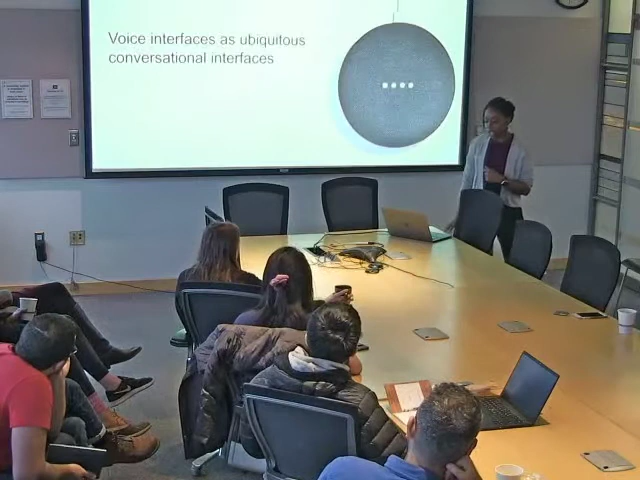 Voice interfaces as ubiquitous
conversational interfaces